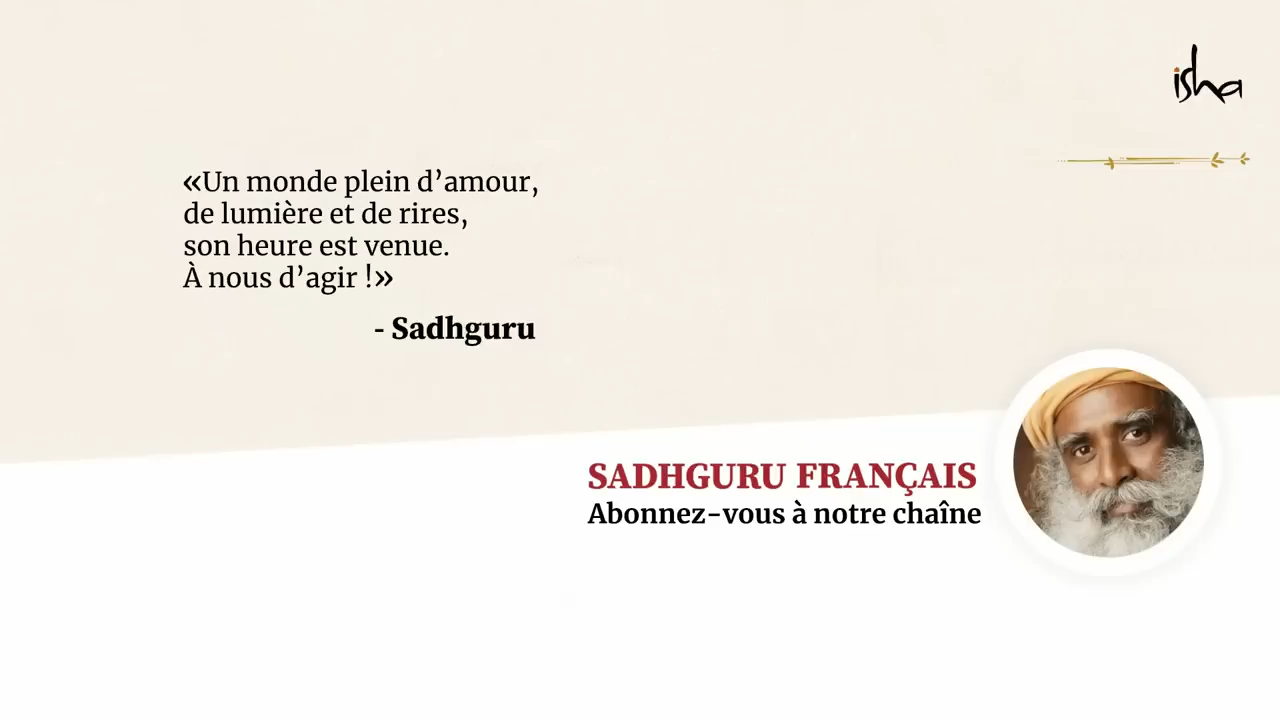 isha
«Un monde plein d’amour,
de lumière et de rires,
son heure est venue.
À nous d’agir !»
- Sadhguru
SADHGURU FRANÇAIS
Abonnez-vous à notre chaîne